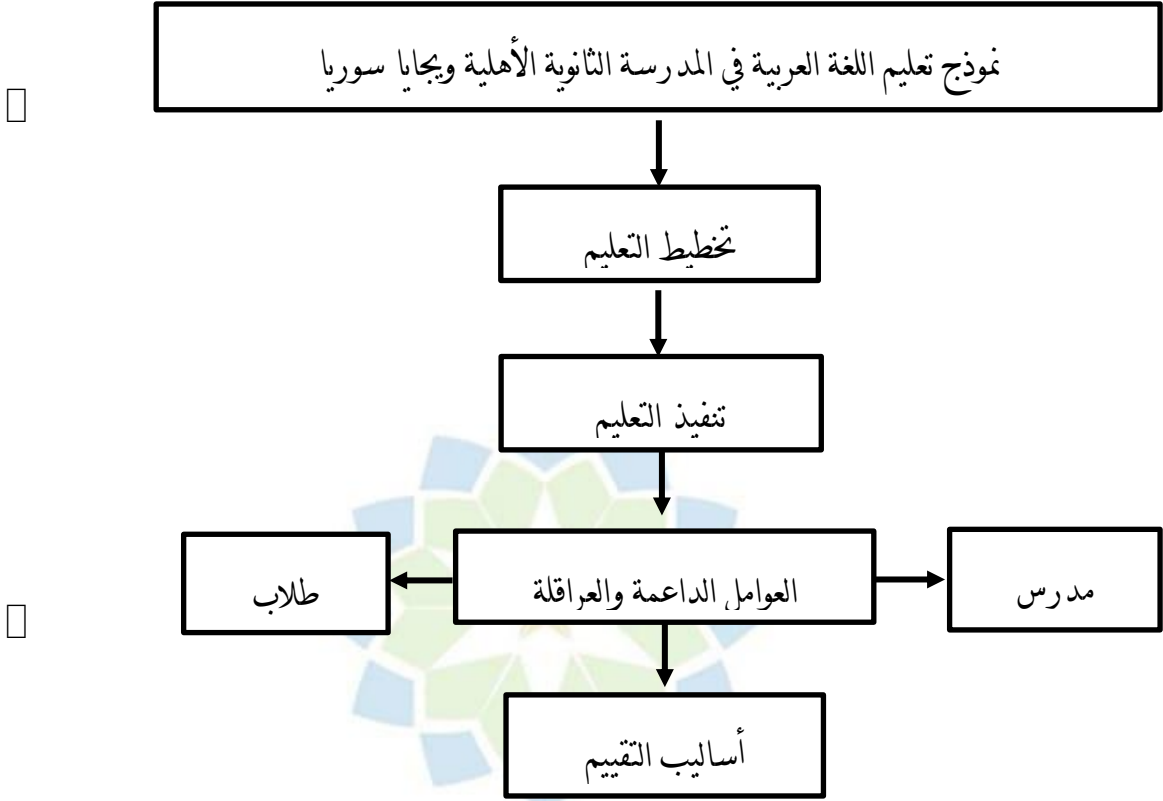 نموذج تعليم اللغة العربية في المدرسة الثانوية الأهلية ويجايا سوريا
تخطيط التعليم
تنفيذ التعليم
مدرس
العوامل الداعمة والعراقلة
طلاب
أساليب التقييم